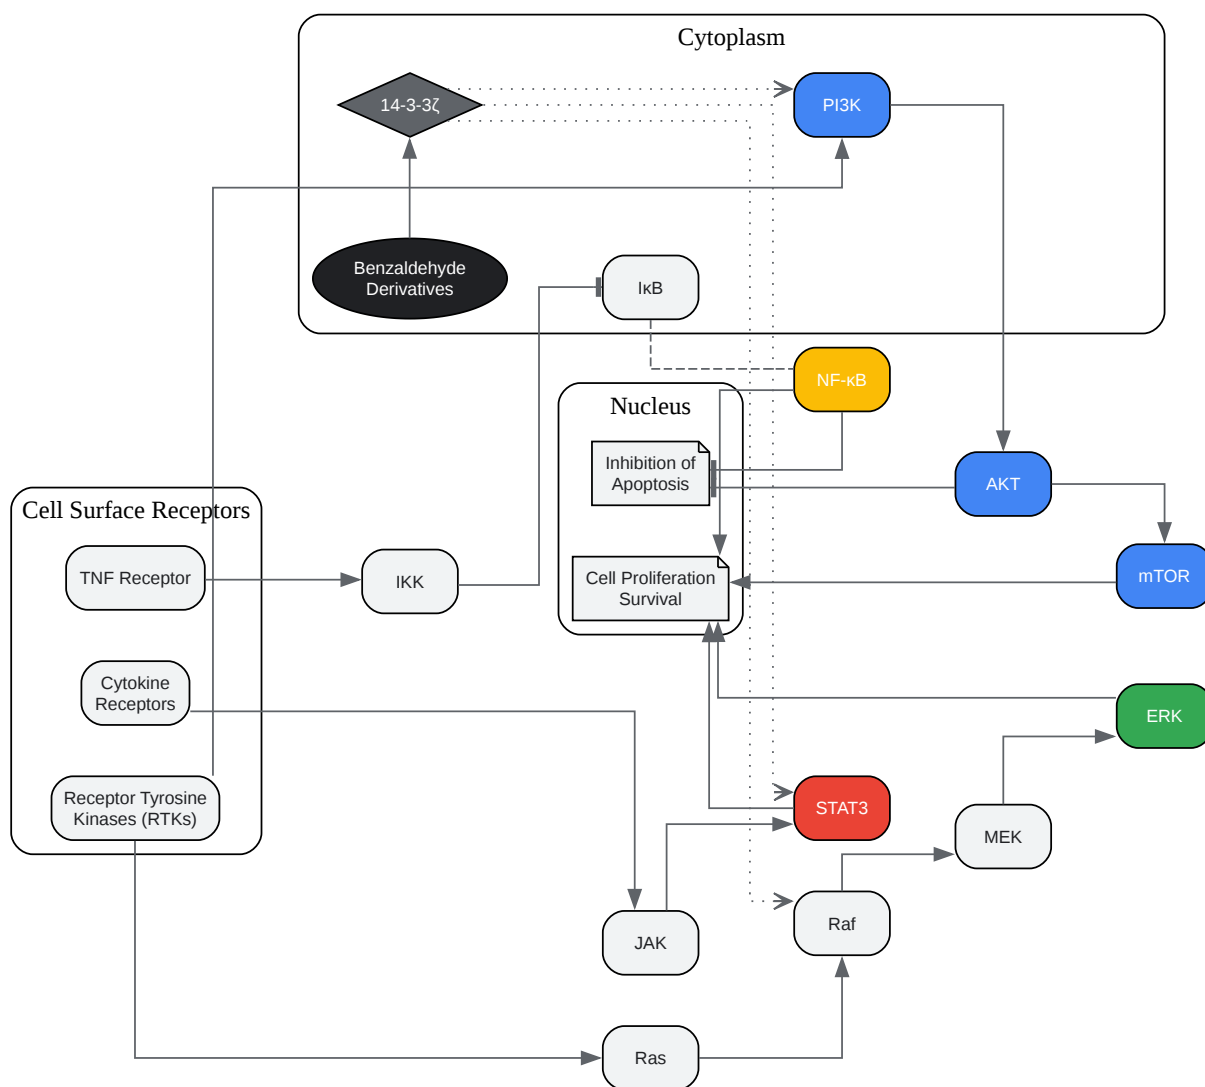 Cytoplasm
14-3-3ζ
PI3K
Benzaldehyde
Derivatives
IκB
NF-κB
Nucleus
Inhibition of
Apoptosis
AKT
Cell Surface Receptors
TNF Receptor
IKK
Cell Proliferation
Survival
mTOR
Cytokine
Receptors
ERK
Receptor Tyrosine
Kinases (RTKs)
STAT3
MEK
Raf
JAK
Ras